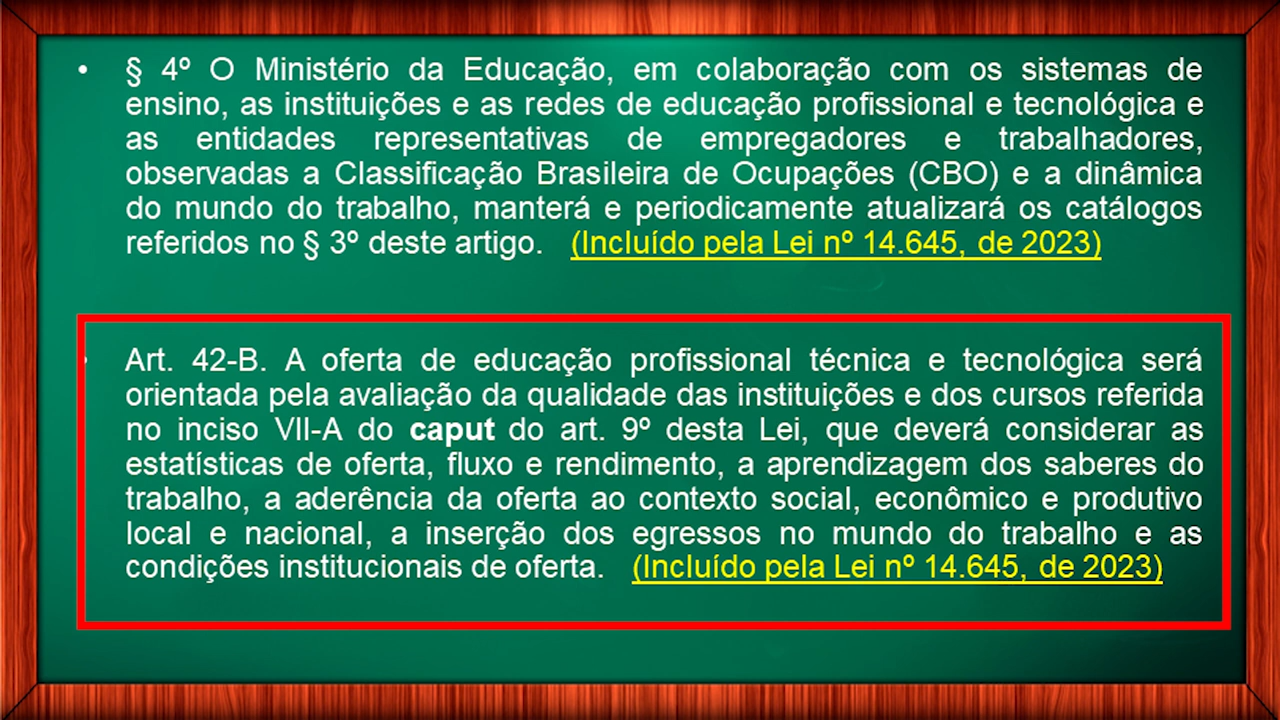 • § 4º O Ministério da Educação, em colaboração com os sistemas de
ensino, as instituições e as redes de educação profissional e tecnológica e
as entidades representativas de empregadores e trabalhadores,
observadas a Classificação Brasileira de Ocupações (CBO) e a dinâmica
do mundo do trabalho, manterá e periodicamente atualizará os catálogos
referidos no § 3º deste artigo. (Incluído pela Lei nº 14.645, de 2023)
• Art. 42-B. A oferta de educação profissional técnica e tecnológica será
orientada pela avaliação da qualidade das instituições e dos cursos referida
no inciso VII-A do caput do art. 9º desta Lei, que deverá considerar as
estatísticas de oferta, fluxo e rendimento, a aprendizagem dos saberes do
trabalho, a aderência da oferta ao contexto social, econômico e produtivo
local e nacional, a inserção dos egressos no mundo do trabalho e as
condições institucionais de oferta. (Incluído pela Lei nº 14.645, de 2023)